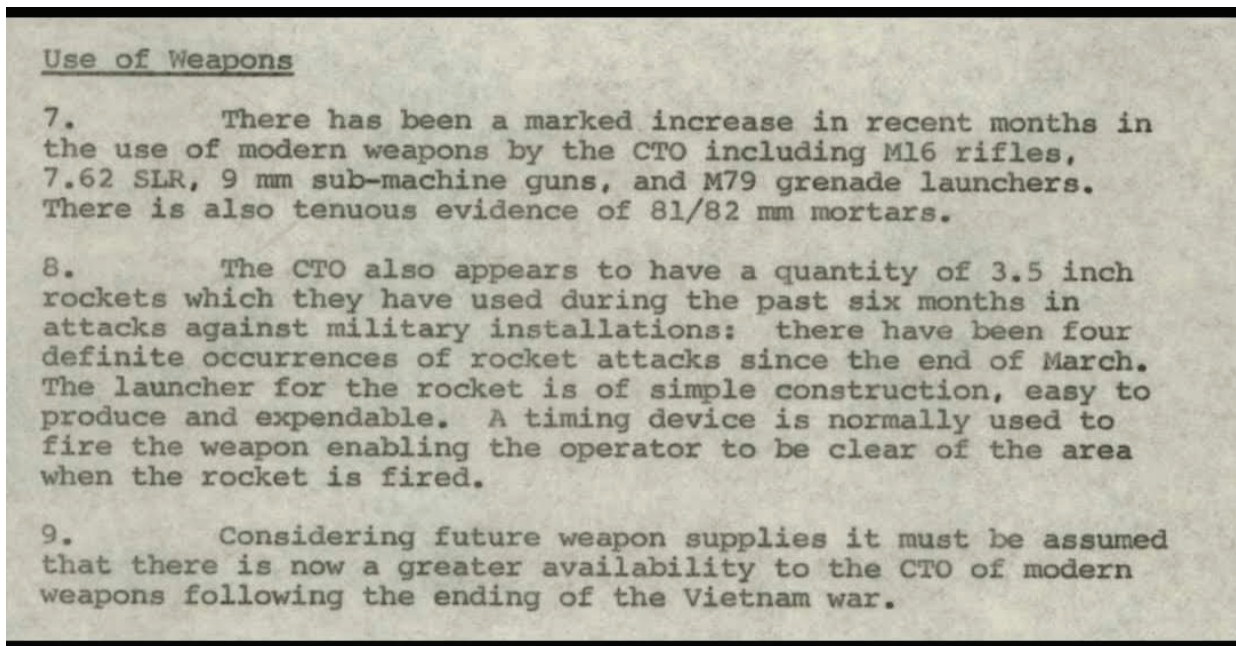 Use of Weapons
7. There has been a marked increase in recent months in
the use of modern weapons by the CTO including M16 rifles,
7.62 SLR, 9 mm sub-machine guns, and M79 grenade launchers.
There is also tenuous evidence of 81/82 mm mortars.
8. The CTO also appears to have a quantity of 3.5 inch
rockets which they have used during the past six months in
attacks against military installations: there have been four
definite occurrences of rocket attacks since the end of March.
The launcher for the rocket is of simple construction, easy to
produce and expendable. A timing device is normally used to
fire the weapon enabling the operator to be clear of the area
when the rocket is fired.
9. Considering future weapon supplies it must be assumed
that there is now a greater availability to the CTO of modern
weapons following the ending of the Vietnam war.